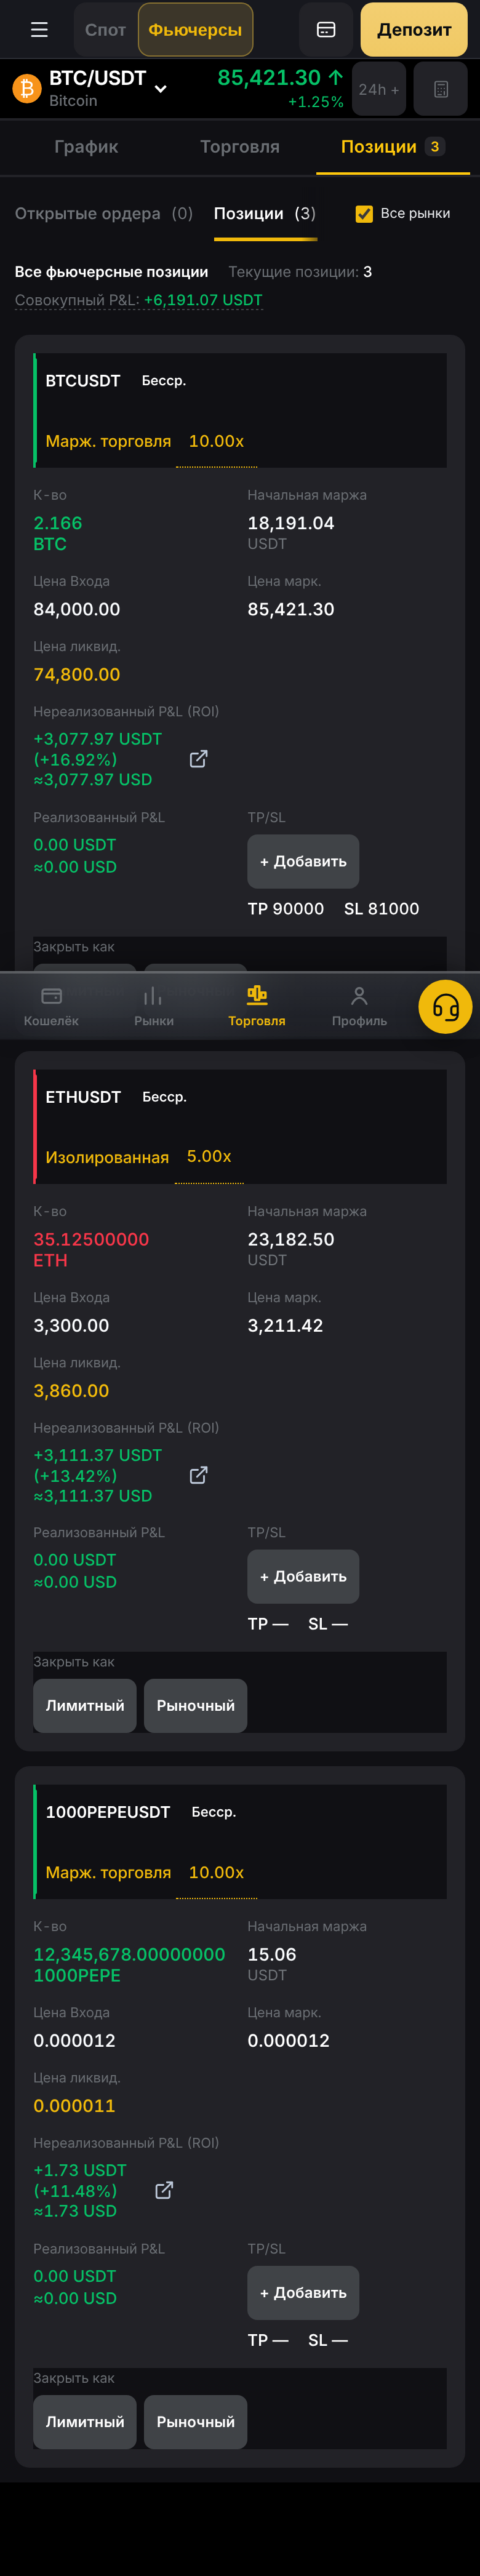 Спот Фьючерсы Депозит
BTC/USDT 85,421.30 ↑ 24h +
Bitcoin +1.25%
График Торговля Позиции 3
Открытые ордера (0) Позиции (3) Все рынки
Все фьючерсные позиции Текущие позиции: 3
Совокупный P&L: +6,191.07 USDT
BTCUSDT Бесср.
Марж. торговля 10.00x
К-во Начальная маржа
2.166 18,191.04
BTC USDT
Цена Входа Цена марк.
84,000.00 85,421.30
Цена ликвид.
74,800.00
Нереализованный P&L (ROI)
+3,077.97 USDT
(+16.92%)
≈3,077.97 USD
Реализованный P&L TP/SL
0.00 USDT
≈0.00 USD
+ Добавить
TP 90000 SL 81000
Закрыть как
Кошелёк Рынки Торговля Профиль
ETHUSDT Бесср.
Изолированная 5.00x
К-во Начальная маржа
35.12500000 23,182.50
ETH USDT
Цена Входа Цена марк.
3,300.00 3,211.42
Цена ликвид.
3,860.00
Нереализованный P&L (ROI)
+3,111.37 USDT
(+13.42%)
≈3,111.37 USD
Реализованный P&L TP/SL
0.00 USDT
≈0.00 USD
+ Добавить
TP — SL —
Закрыть как
Лимитный Рыночный
1000PEPEUSDT Бесср.
Марж. торговля 10.00x
К-во Начальная маржа
12,345,678.00000000 15.06
1000PEPE USDT
Цена Входа Цена марк.
0.000012 0.000012
Цена ликвид.
0.000011
Нереализованный P&L (ROI)
+1.73 USDT
(+11.48%)
≈1.73 USD
Реализованный P&L TP/SL
0.00 USDT
≈0.00 USD
+ Добавить
TP — SL —
Закрыть как
Лимитный Рыночный